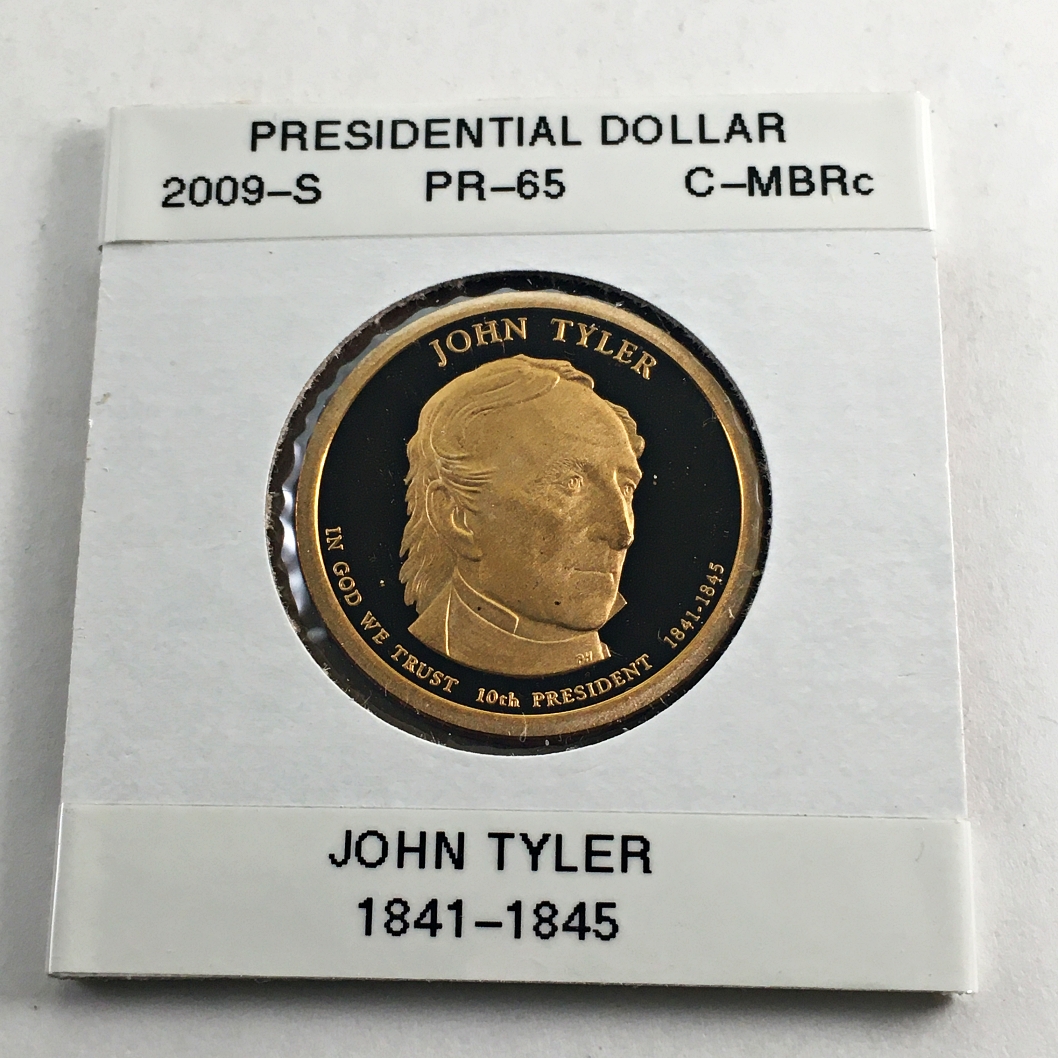 PRESIDENTIAL DOLLAR
2009–S PR–65 C–MBRc
JOHN TYLER
IN GOD WE TRUST 10th PRESIDENT 1841-1845
JOHN TYLER
1841–1845